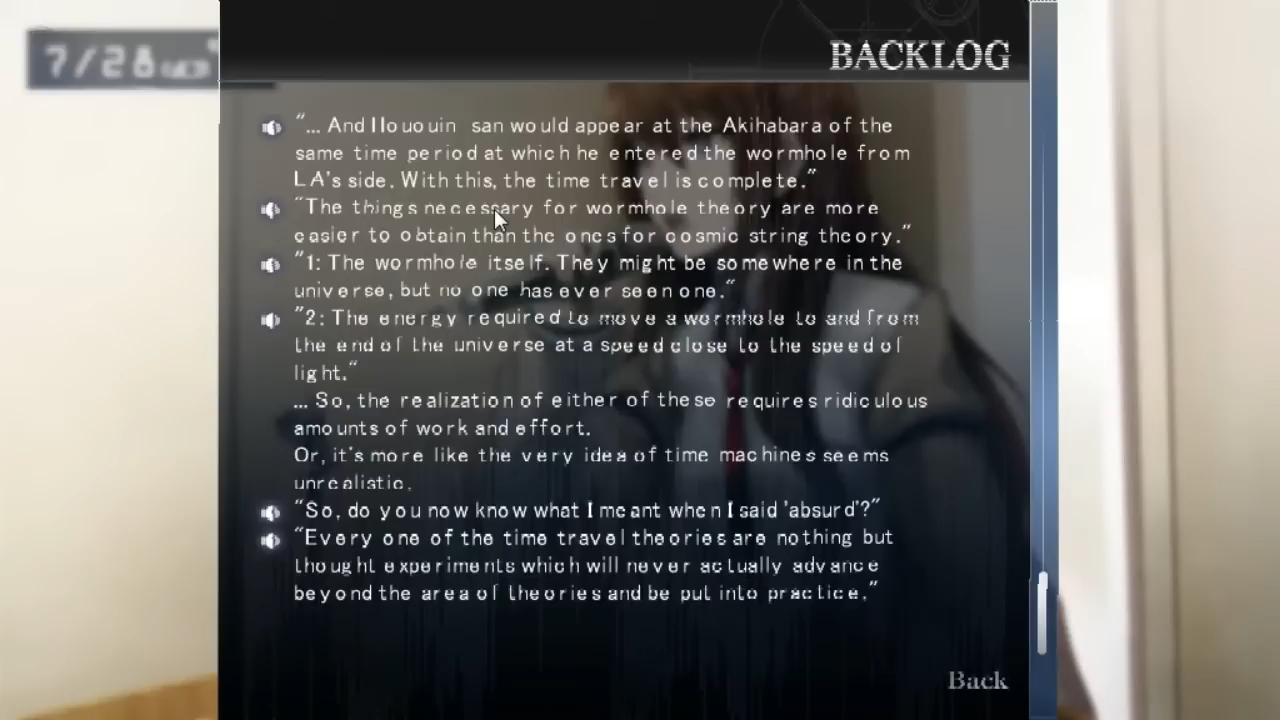 7/28
BACKLOG
"... And Hououin san would appear at the Akihabara of the
same time period at which he entered the wormhole from
LA's side. With this, the time travel is complete."
"The things necessary for wormhole theory are more
easier to obtain than the ones for cosmic string theory."
"1: The wormhole itself. They might be somewhere in the
universe, but no one has ever seen one."
"2: The energy required to move a wormhole to and from
the end of the universe at a speed close to the speed of
light."
... So, the realization of either of these requires ridiculous
amounts of work and effort.
Or, it's more like the very idea of time machines seems
unrealistic.
"So, do you now know what I meant when I said 'absurd'?"
"Every one of the time travel theories are nothing but
thought experiments which will never actually advance
beyond the area of theories and be put into practice."
Back